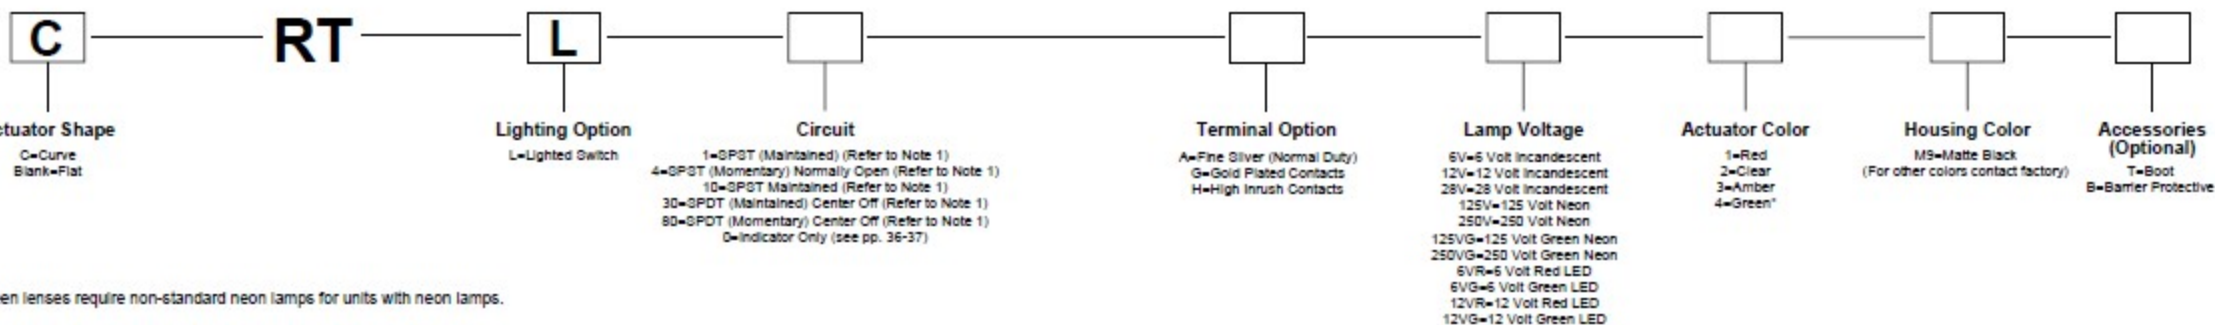 C RT L
ctuator Shape
C=Curve
Blank=Flat
Lighting Option
L=Lighted Switch
Circuit
1=SPST (Maintained) (Refer to Note 1)
4=SPST (Momentary) Normally Open (Refer to Note 1)
10=SPST Maintained (Refer to Note 1)
30=SPDT (Maintained) Center Off (Refer to Note 1)
80=SPDT (Momentary) Center Off (Refer to Note 1)
0=Indicator Only (see pp. 36-37)
Terminal Option
A=Fine Silver (Normal Duty)
G=Gold Plated Contacts
H=High Inrush Contacts
Lamp Voltage
6V=6 Volt Incandescent
12V=12 Volt Incandescent
28V=28 Volt Incandescent
125V=125 Volt Neon
250V=250 Volt Neon
125VG=125 Volt Green Neon
250VG=250 Volt Green Neon
6VR=6 Volt Red LED
6VG=6 Volt Green LED
12VR=12 Volt Red LED
12VG=12 Volt Green LED
Actuator Color
1=Red
2=Clear
3=Amber
4=Green*
Housing Color
M9=Matte Black
(For other colors contact factory)
Accessories
(Optional)
T=Boot
B=Barrier Protective
en lenses require non-standard neon lamps for units with neon lamps.